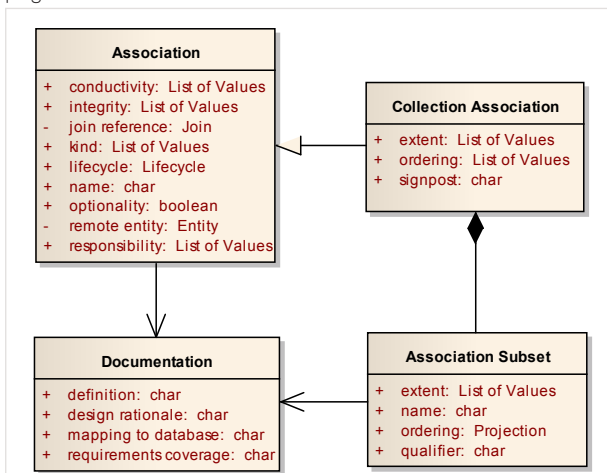 Association
+ conductivity: List of Values
+ integrity: List of Values
- join reference: Join
+ kind: List of Values
+ lifecycle: Lifecycle
+ name: char
+ optionality: boolean
- remote entity: Entity
+ responsibility: List of Values
Collection Association
+ extent: List of Values
+ ordering: List of Values
+ signpost: char
Documentation
+ definition: char
+ design rationale: char
+ mapping to database: char
+ requirements coverage: char
Association Subset
+ extent: List of Values
+ name: char
+ ordering: Projection
+ qualifier: char